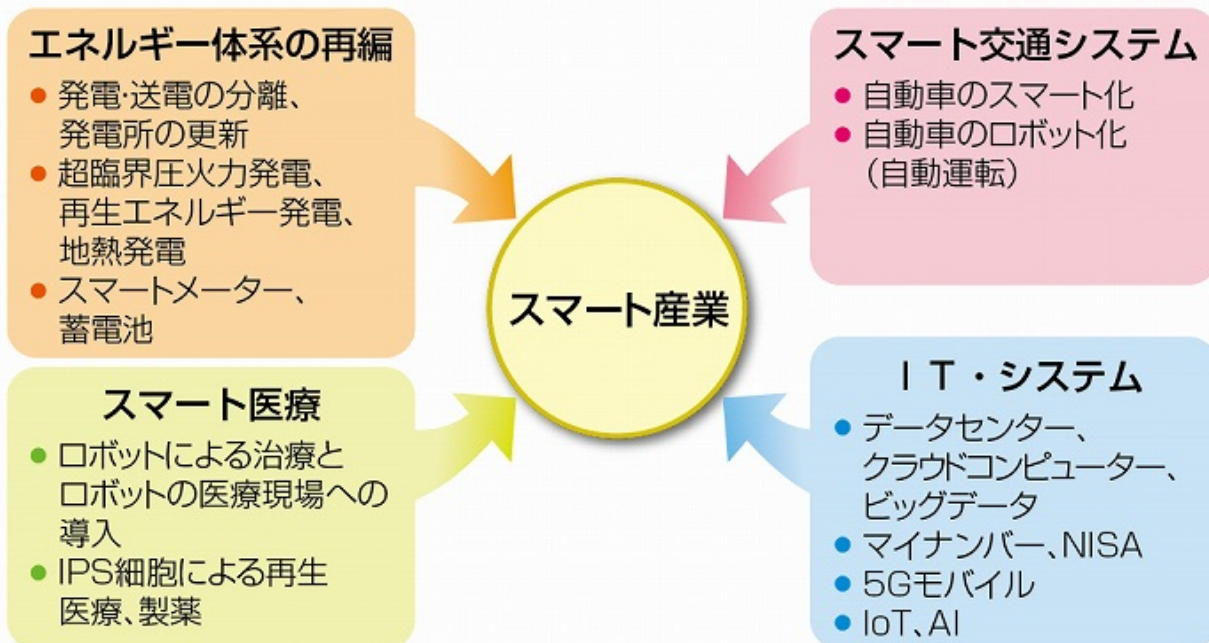 エネルギー体系の再編
● 発電・送電の分離、
発電所の更新
● 超臨界圧火力発電、
再生エネルギー発電、
地熱発電
● スマートメーター、
蓄電池
スマート交通システム
● 自動車のスマート化
● 自動車のロボット化
（自動運転）
スマート産業
スマート医療
● ロボットによる治療と
ロボットの医療現場への
導入
● IPS細胞による再生
医療、製薬
ＩＴ・システム
● データセンター、
クラウドコンピューター、
ビッグデータ
● マイナンバー、NISA
● 5Gモバイル
● IoT、AI